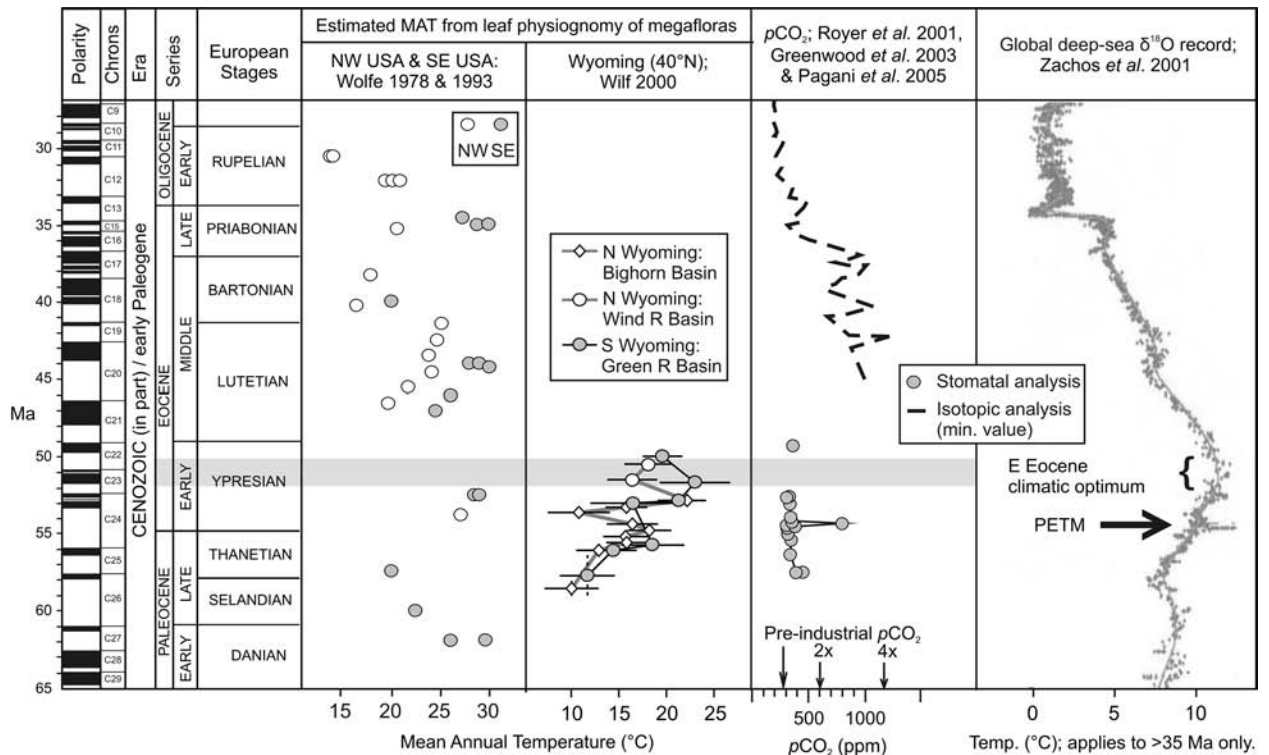 Polarity
Chrons
Era
Series
European
Stages
Estimated MAT from leaf physiognomy of megafloras
NW USA & SE USA:
Wolfe 1978 & 1993
Wyoming (40°N);
Wilf 2000
pCO₂; Royer et al. 2001,
Greenwood et al. 2003
& Pagani et al. 2005
Global deep-sea δ¹⁸O record;
Zachos et al. 2001
Ma
30
35
40
45
50
55
60
65
C9
C10
C11
C12
C13
C15
C16
C17
C18
C19
C20
C21
C22
C23
C24
C25
C26
C27
C28
C29
CENOZOIC (in part) / early Paleogene
OLIGOCENE
EOCENE
PALEOCENE
EARLY
LATE
MIDDLE
EARLY
LATE
EARLY
RUPELIAN
PRIABONIAN
BARTONIAN
LUTETIAN
YPRESIAN
THANETIAN
SELANDIAN
DANIAN
NW SE
N Wyoming:
Bighorn Basin
N Wyoming:
Wind R Basin
S Wyoming:
Green R Basin
Stomatal analysis
Isotopic analysis
(min. value)
E Eocene
climatic optimum
PETM
Pre-industrial pCO₂
2x 4x
15 20 25 30
10 15 20 25
Mean Annual Temperature (°C)
500 1000
pCO₂ (ppm)
0 5 10
Temp. (°C); applies to >35 Ma only.